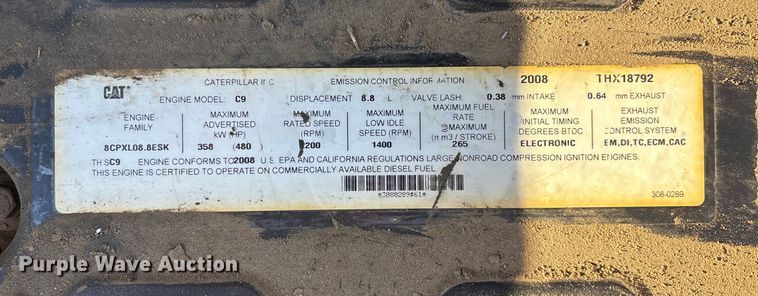 CAT CATERPILLAR EMISSION CONTROL INFORMATION 2008 THX18792
ENGINE MODEL: C9 DISPLACEMENT 8.8 L VALVE LASH: 0.38 mm INTAKE 0.64 mm EXHAUST
ENGINE FAMILY MAXIMUM ADVERTISED kW (HP) MAXIMUM RATED SPEED (RPM) MAXIMUM LOW IDLE SPEED (RPM) MAXIMUM FUEL RATE @MAXIMUM (m m3 / STROKE) MAXIMUM INITIAL TIMING DEGREES BTDC EXHAUST EMISSION CONTROL SYSTEM
8CPXL08.8ESK 358 (480) 1400 265 ELECTRONIC EM,DI,TC,ECM,CAC
C9 ENGINE CONFORMS TO 2008 U.S. EPA AND CALIFORNIA REGULATIONS LARGE NONROAD COMPRESSION IGNITION ENGINES.
THIS ENGINE IS CERTIFIED TO OPERATE ON COMMERCIALLY AVAILABLE DIESEL FUEL.
*3080289#61*
308-0289
Purple Wave Auction